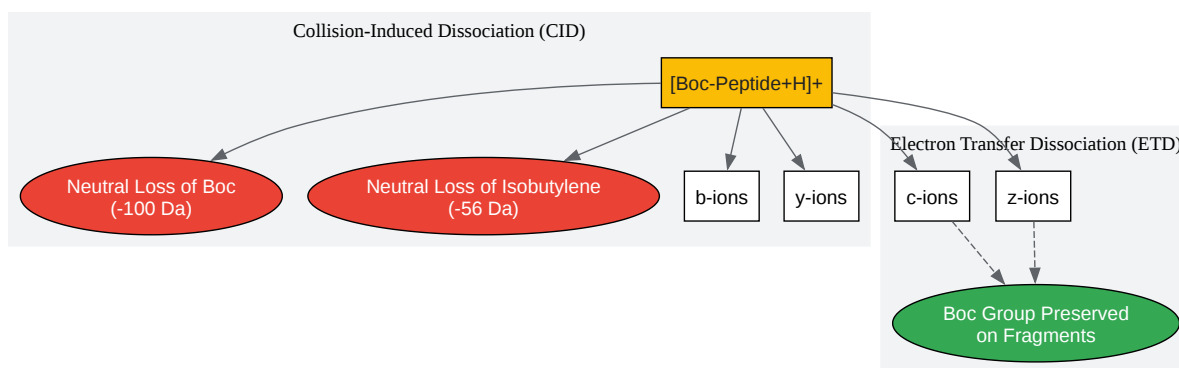 Collision-Induced Dissociation (CID)
[Boc-Peptide+H]+
Electron Transfer Dissociation (ETD)
Neutral Loss of Boc
(-100 Da)
Neutral Loss of Isobutylene
(-56 Da)
b-ions
y-ions
c-ions
z-ions
Boc Group Preserved
on Fragments